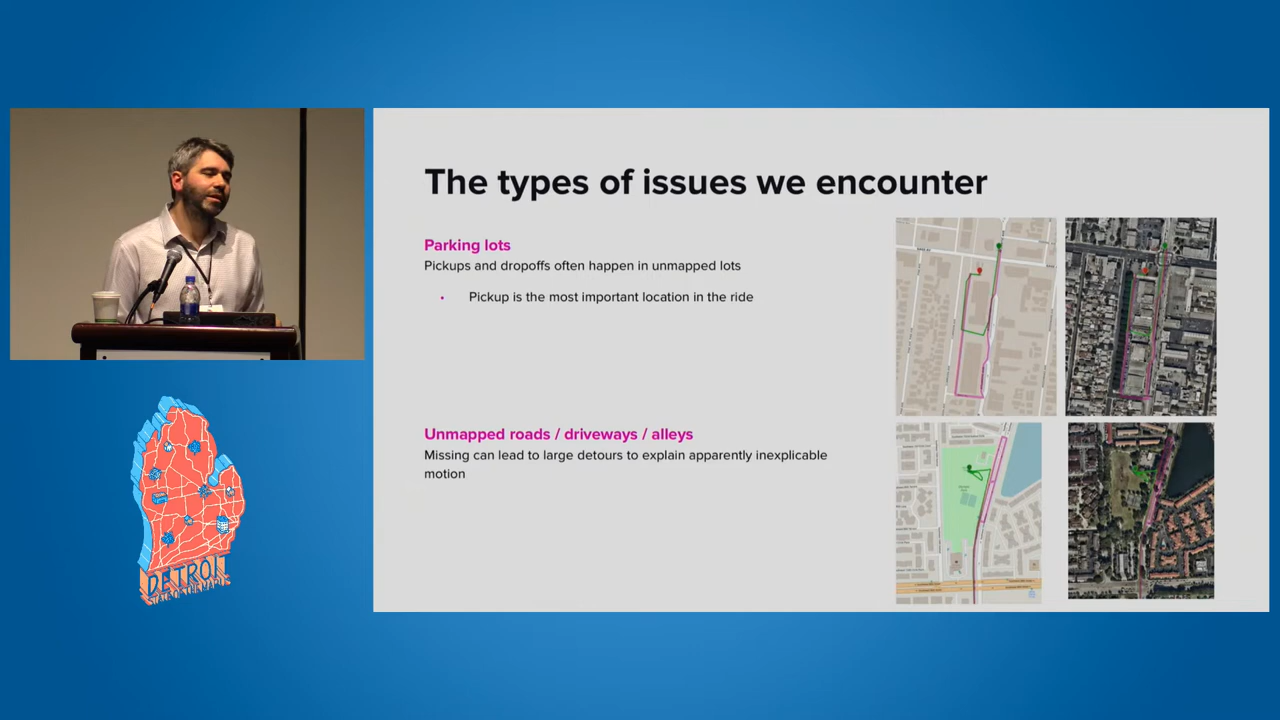 The types of issues we encounter
Parking lots
Pickups and dropoffs often happen in unmapped lots
• Pickup is the most important location in the ride
Unmapped roads / driveways / alleys
Missing can lead to large detours to explain apparently inexplicable
motion
DETROIT